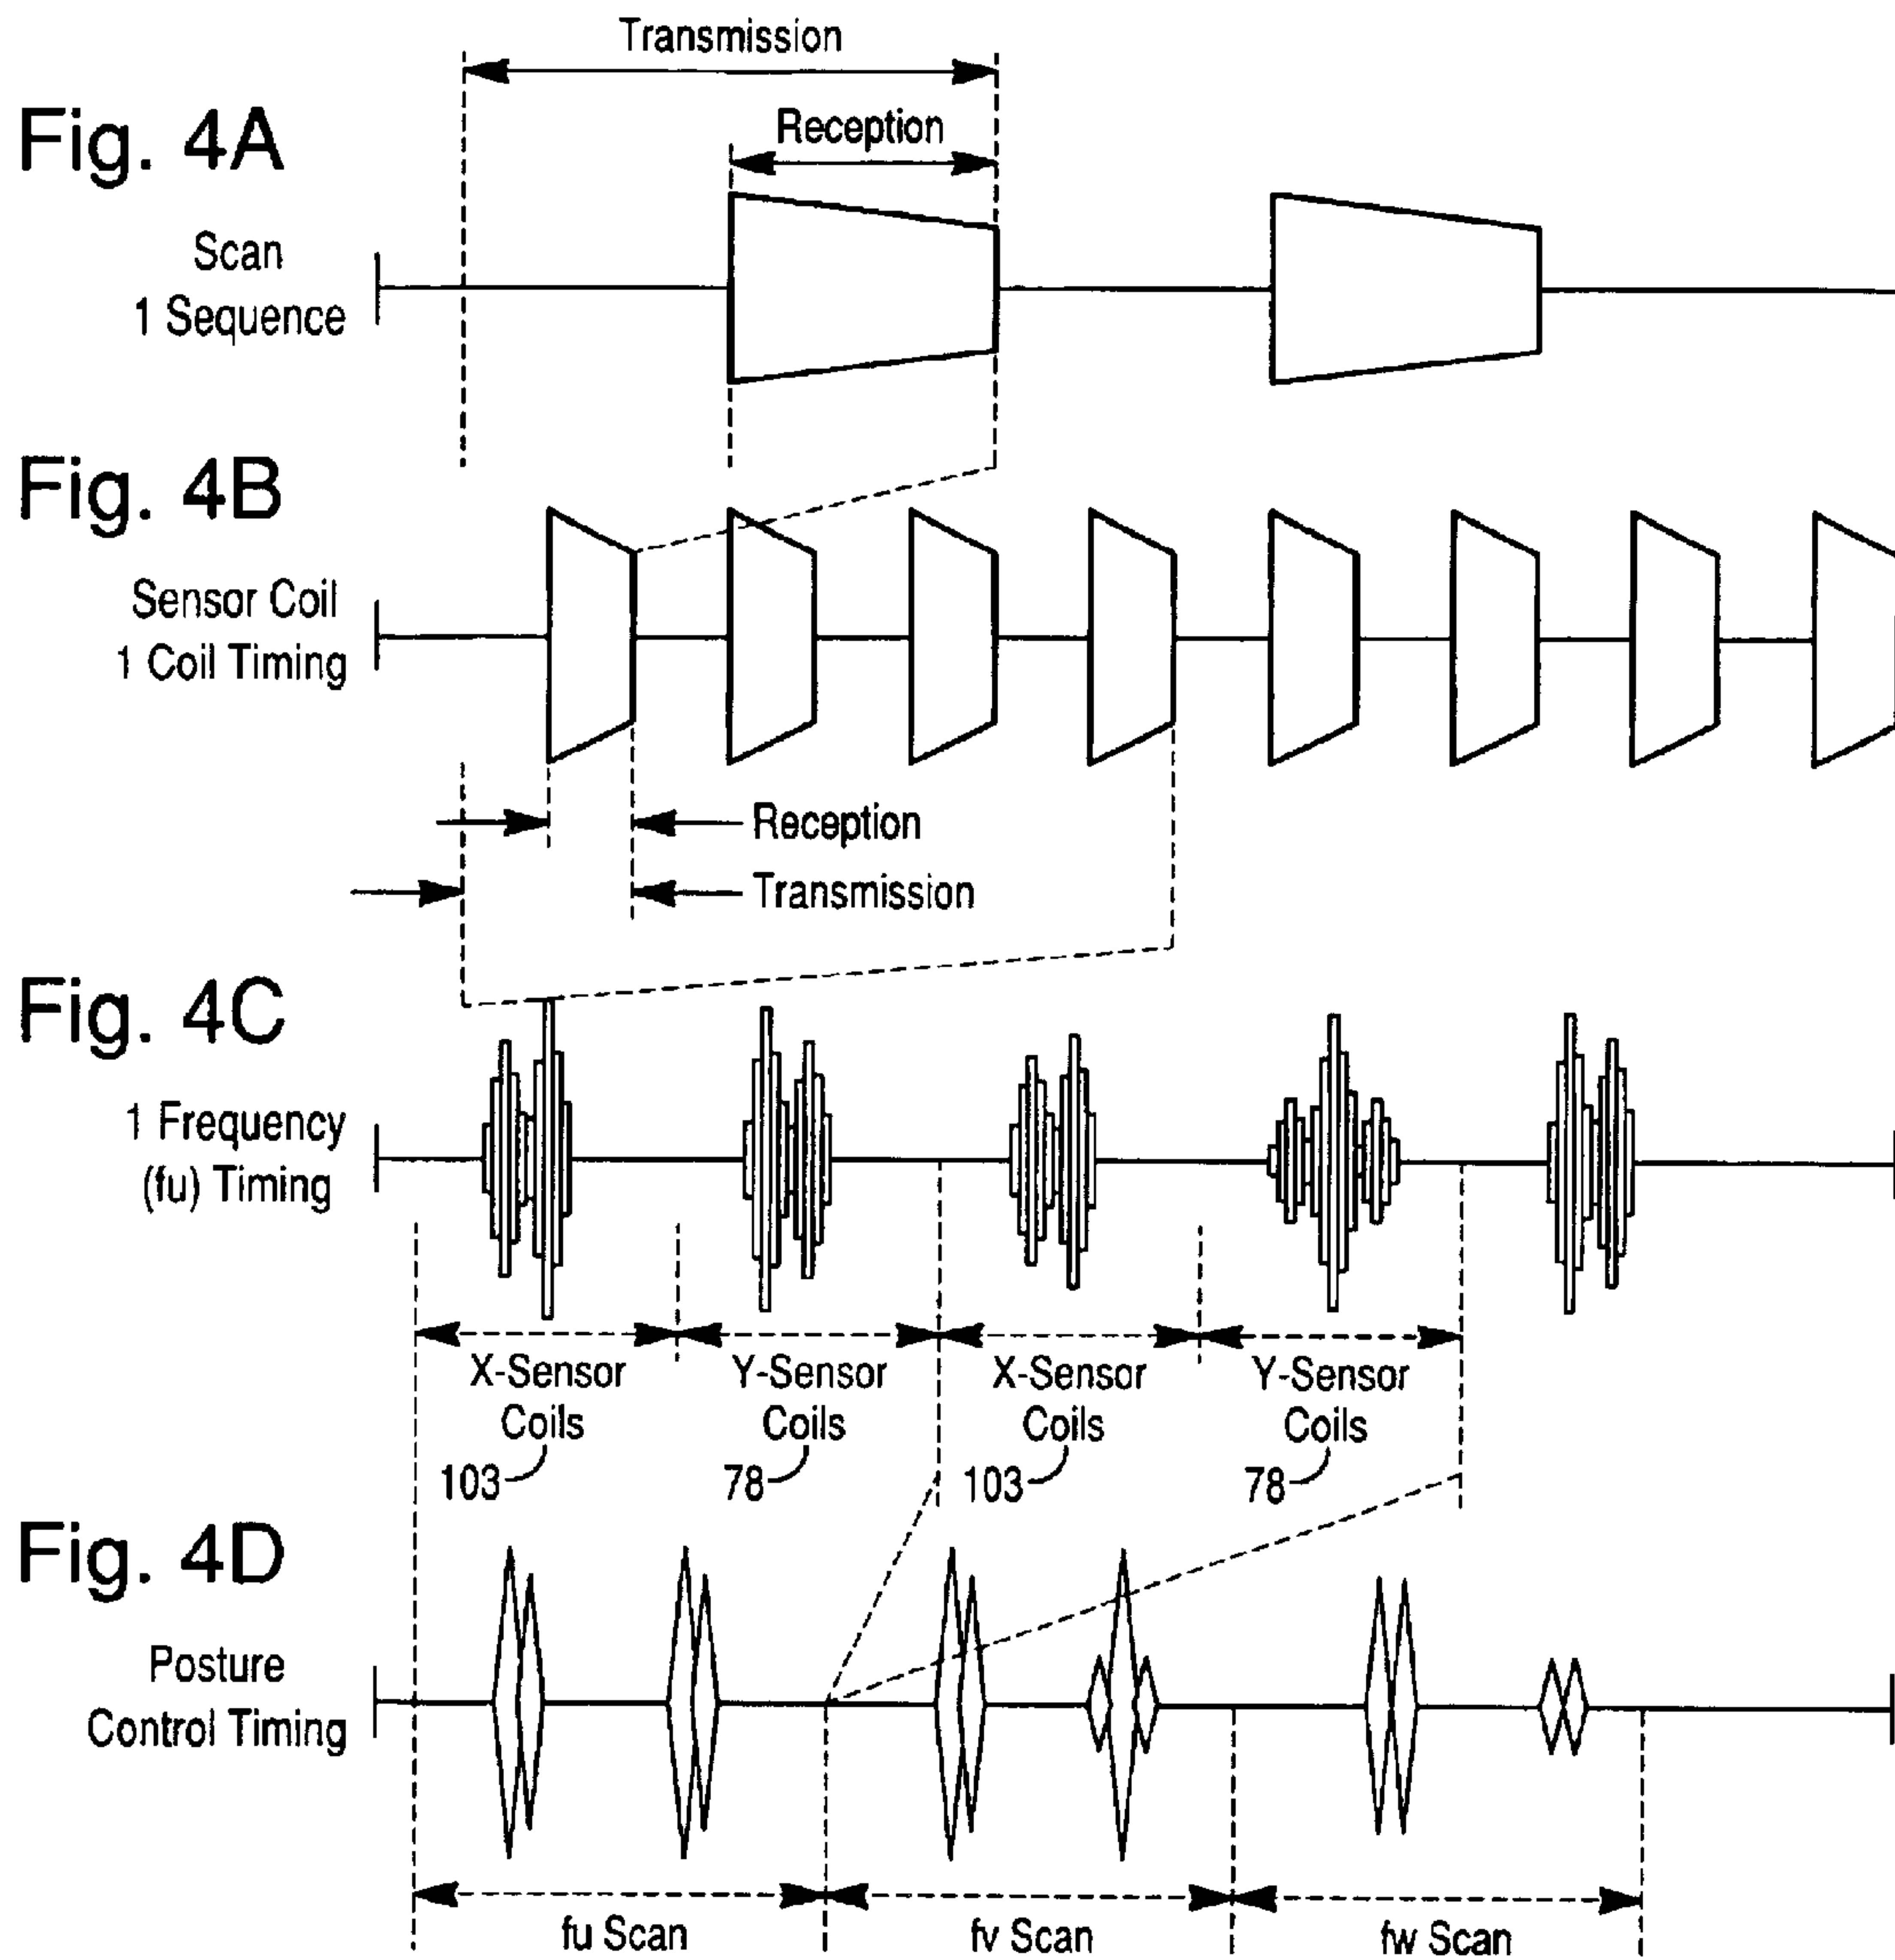 Transmission
Fig. 4A
Reception
Scan
1 Sequence
Fig. 4B
Sensor Coil
1 Coil Timing
Reception
Transmission
Fig. 4C
1 Frequency
(fu) Timing
X-Sensor
Coils
103
Y-Sensor
Coils
78
X-Sensor
Coils
103
Y-Sensor
Coils
78
Fig. 4D
Posture
Control Timing
fu Scan
fv Scan
fw Scan